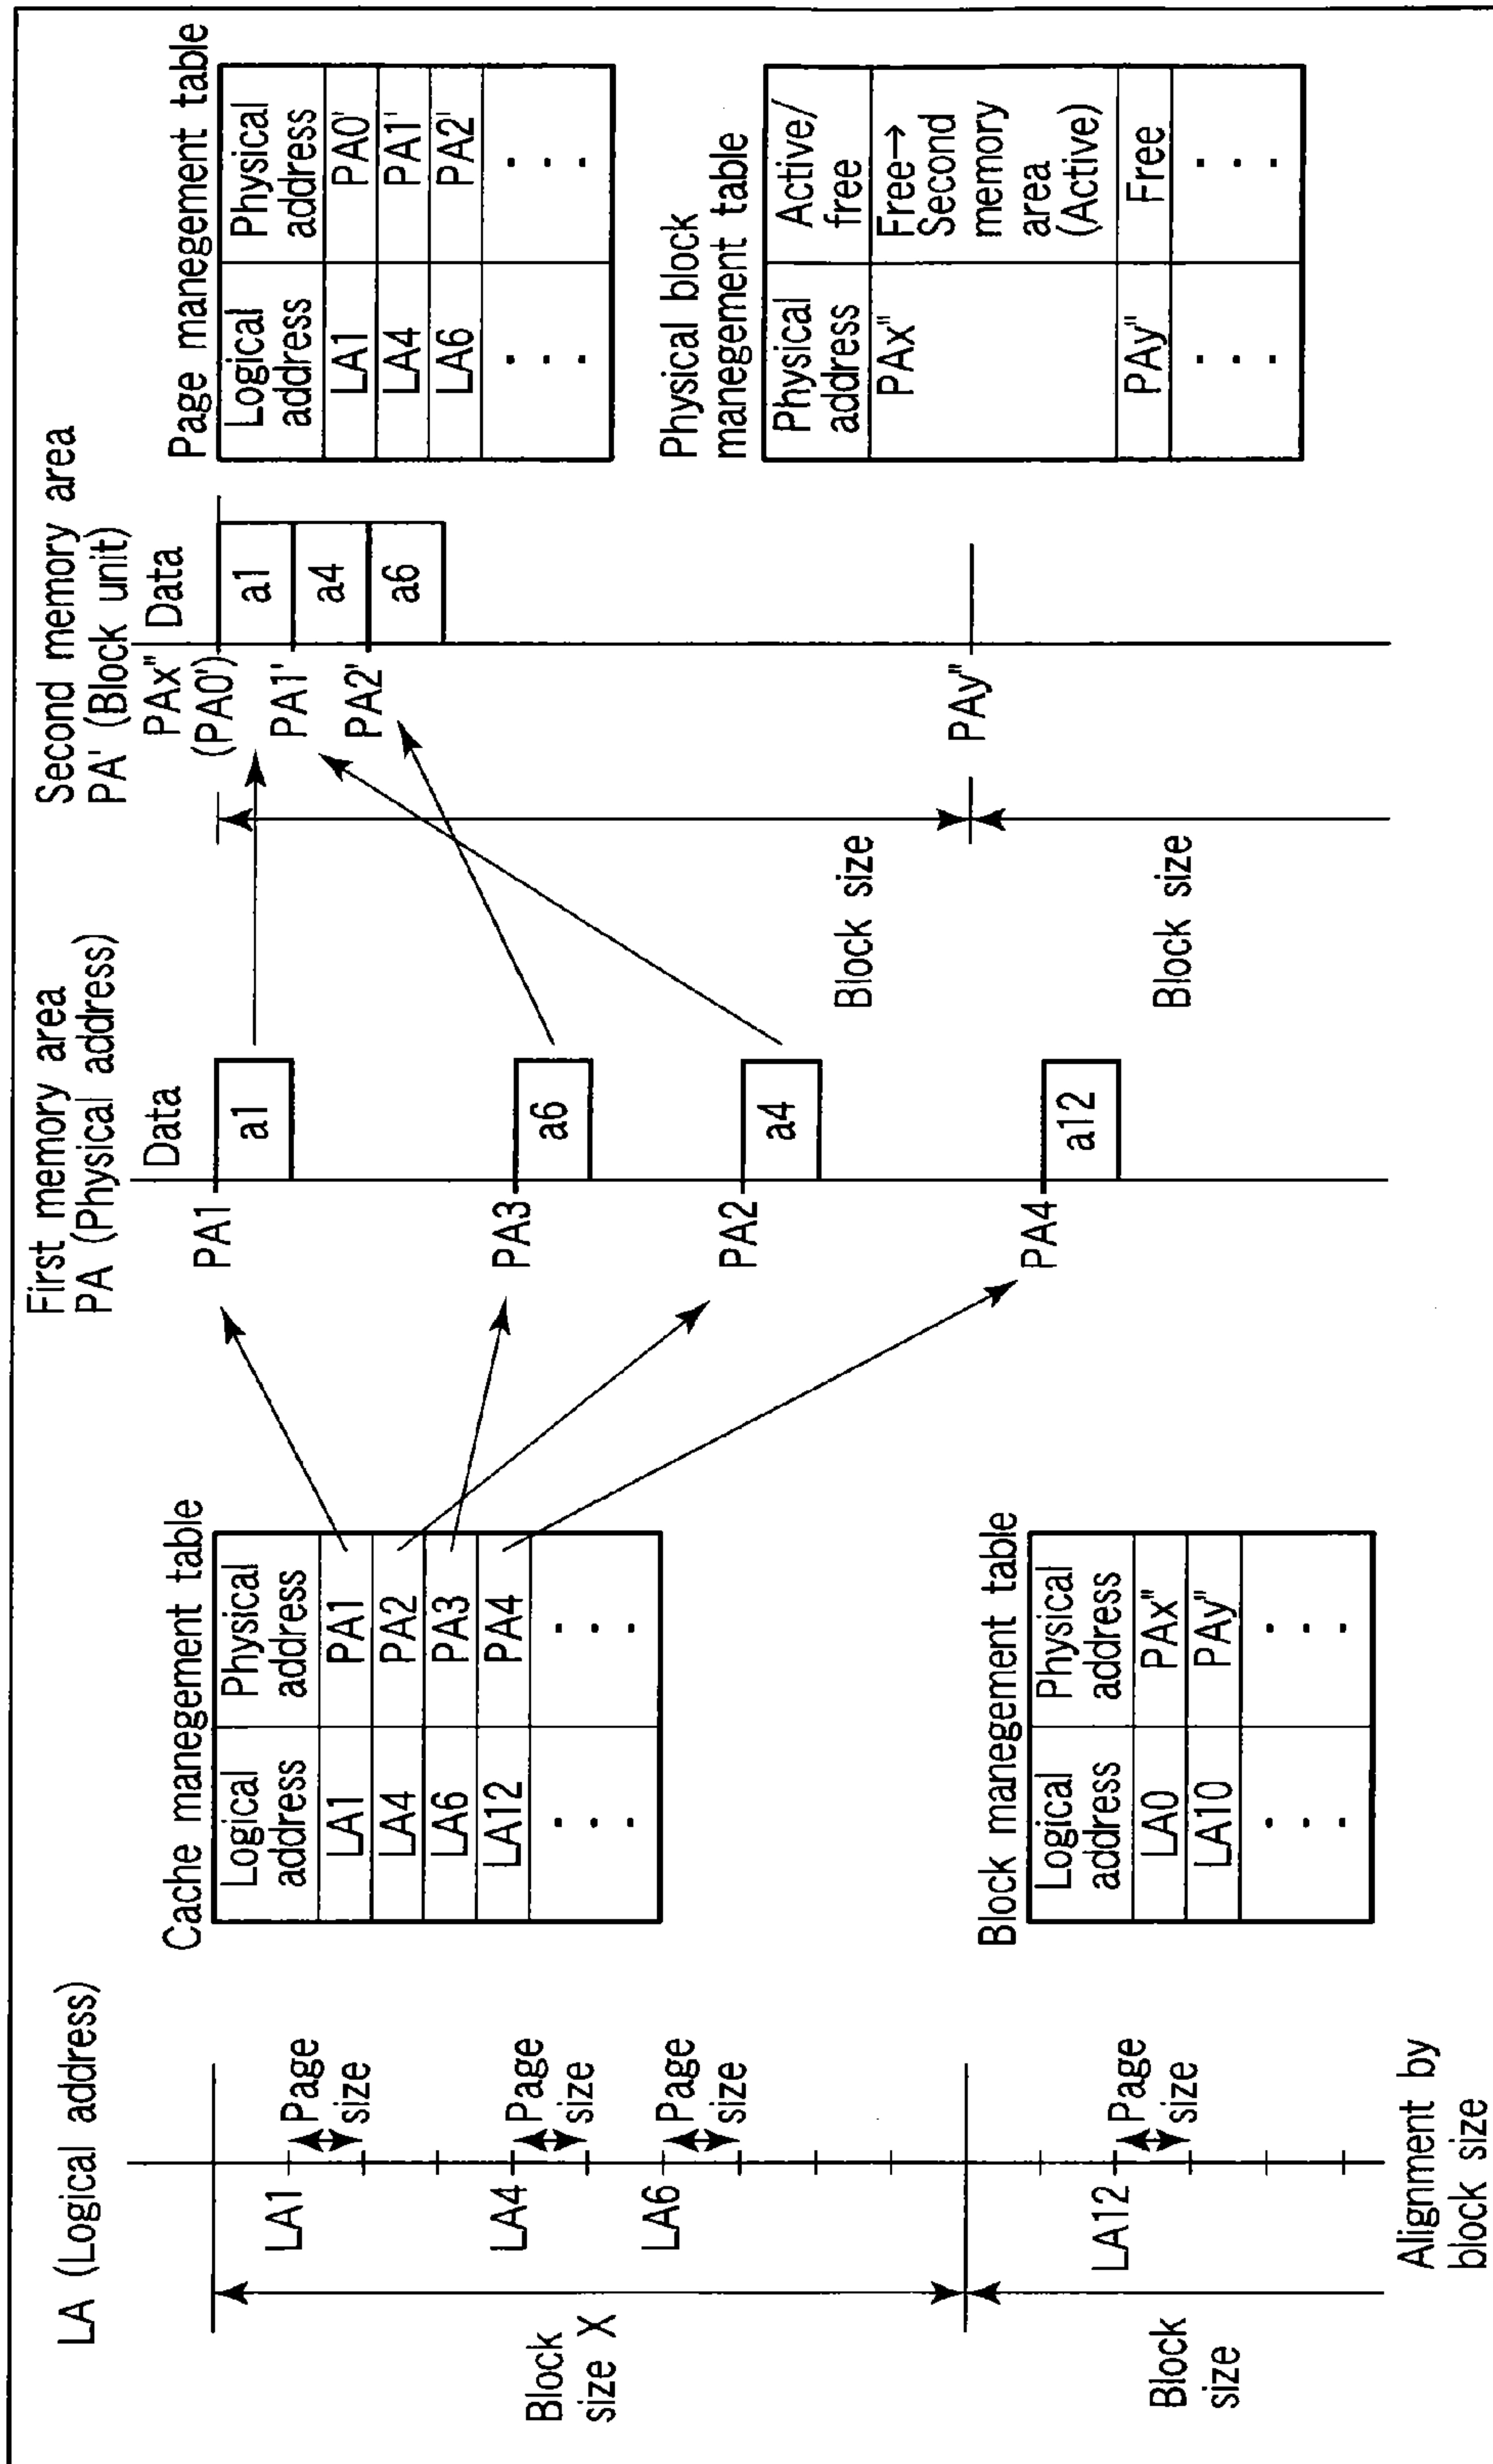 LA (Logical address)
LA1
Page
size
LA4
Page
size
LA6
Page
size
LA12
Page
size
Block
size X
Block
size
Alignment by
block size
Cache manegement table
Logical
address
Physical
address
LA1 PA1
LA4 PA2
LA6 PA3
LA12 PA4
Block manegement table
Logical
address
Physical
address
LA0 PAx"
LA10 PAy"
First memory area
PA (Physical address)
Data
PA1
a1
PA3
a6
PA2
a4
PA4
a12
Second memory area
PA' (Block unit)
PAx"
(PA0')
Data
a1
PA1'
a4
PA2'
a6
PAy"
Block size
Block size
Page manegement table
Logical
address
Physical
address
LA1 PA0'
LA4 PA1'
LA6 PA2'
Physical block
manegement table
Physical
address
Active/
free
PAx" Free→
Second
memory
area
(Active)
PAy" Free